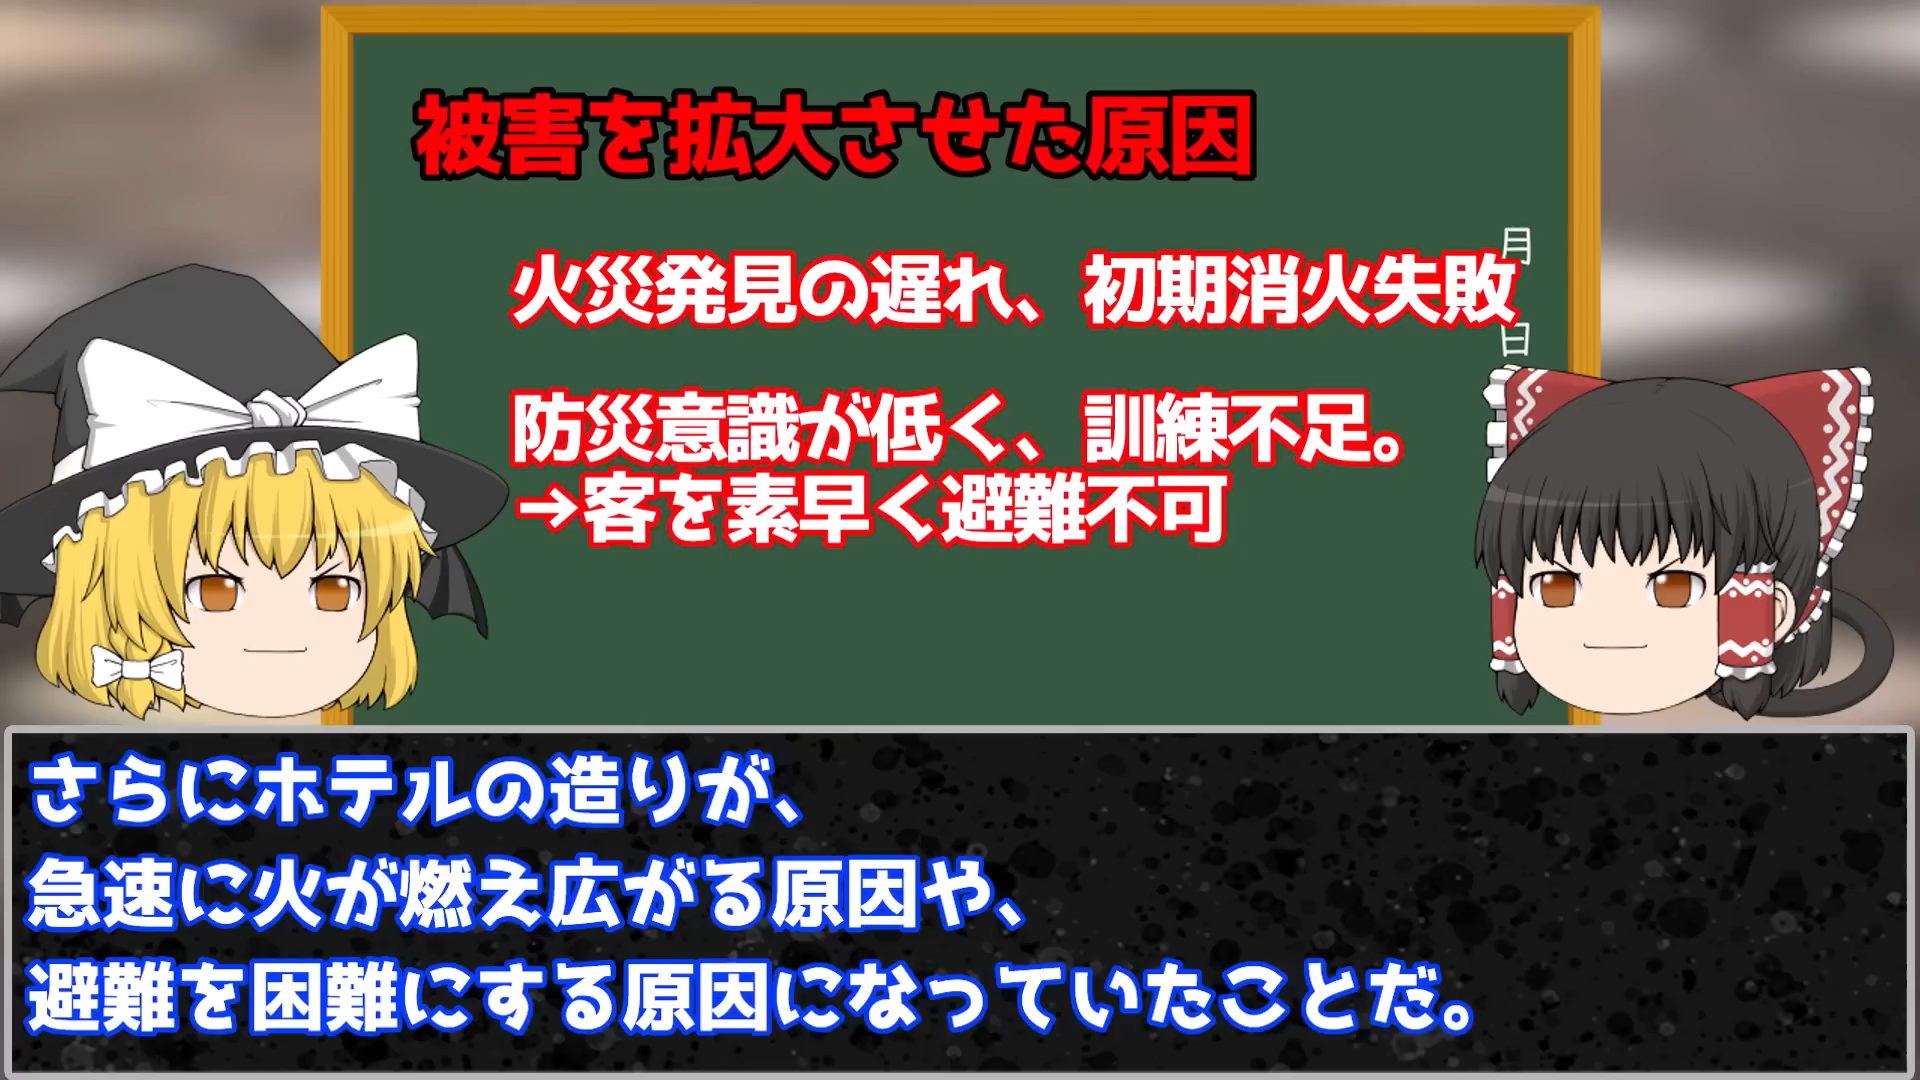 被害を拡大させた原因
月
火災発見の遅れ、初期消火失敗
日
防災意識が低く、訓練不足。
→客を素早く避難不可
さらにホテルの造りが、
急速に火が燃え広がる原因や、
避難を困難にする原因になっていたことだ。